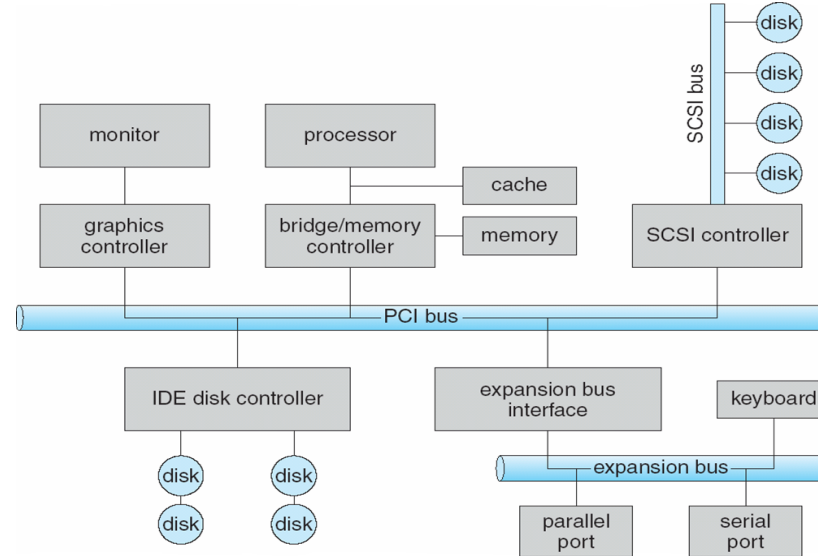 disk
disk
SCSI bus
disk
disk
monitor
processor
cache
graphics
controller
bridge/memory
controller
memory
SCSI controller
PCI bus
IDE disk controller
expansion bus
interface
keyboard
disk
disk
expansion bus
disk
disk
parallel
port
serial
port